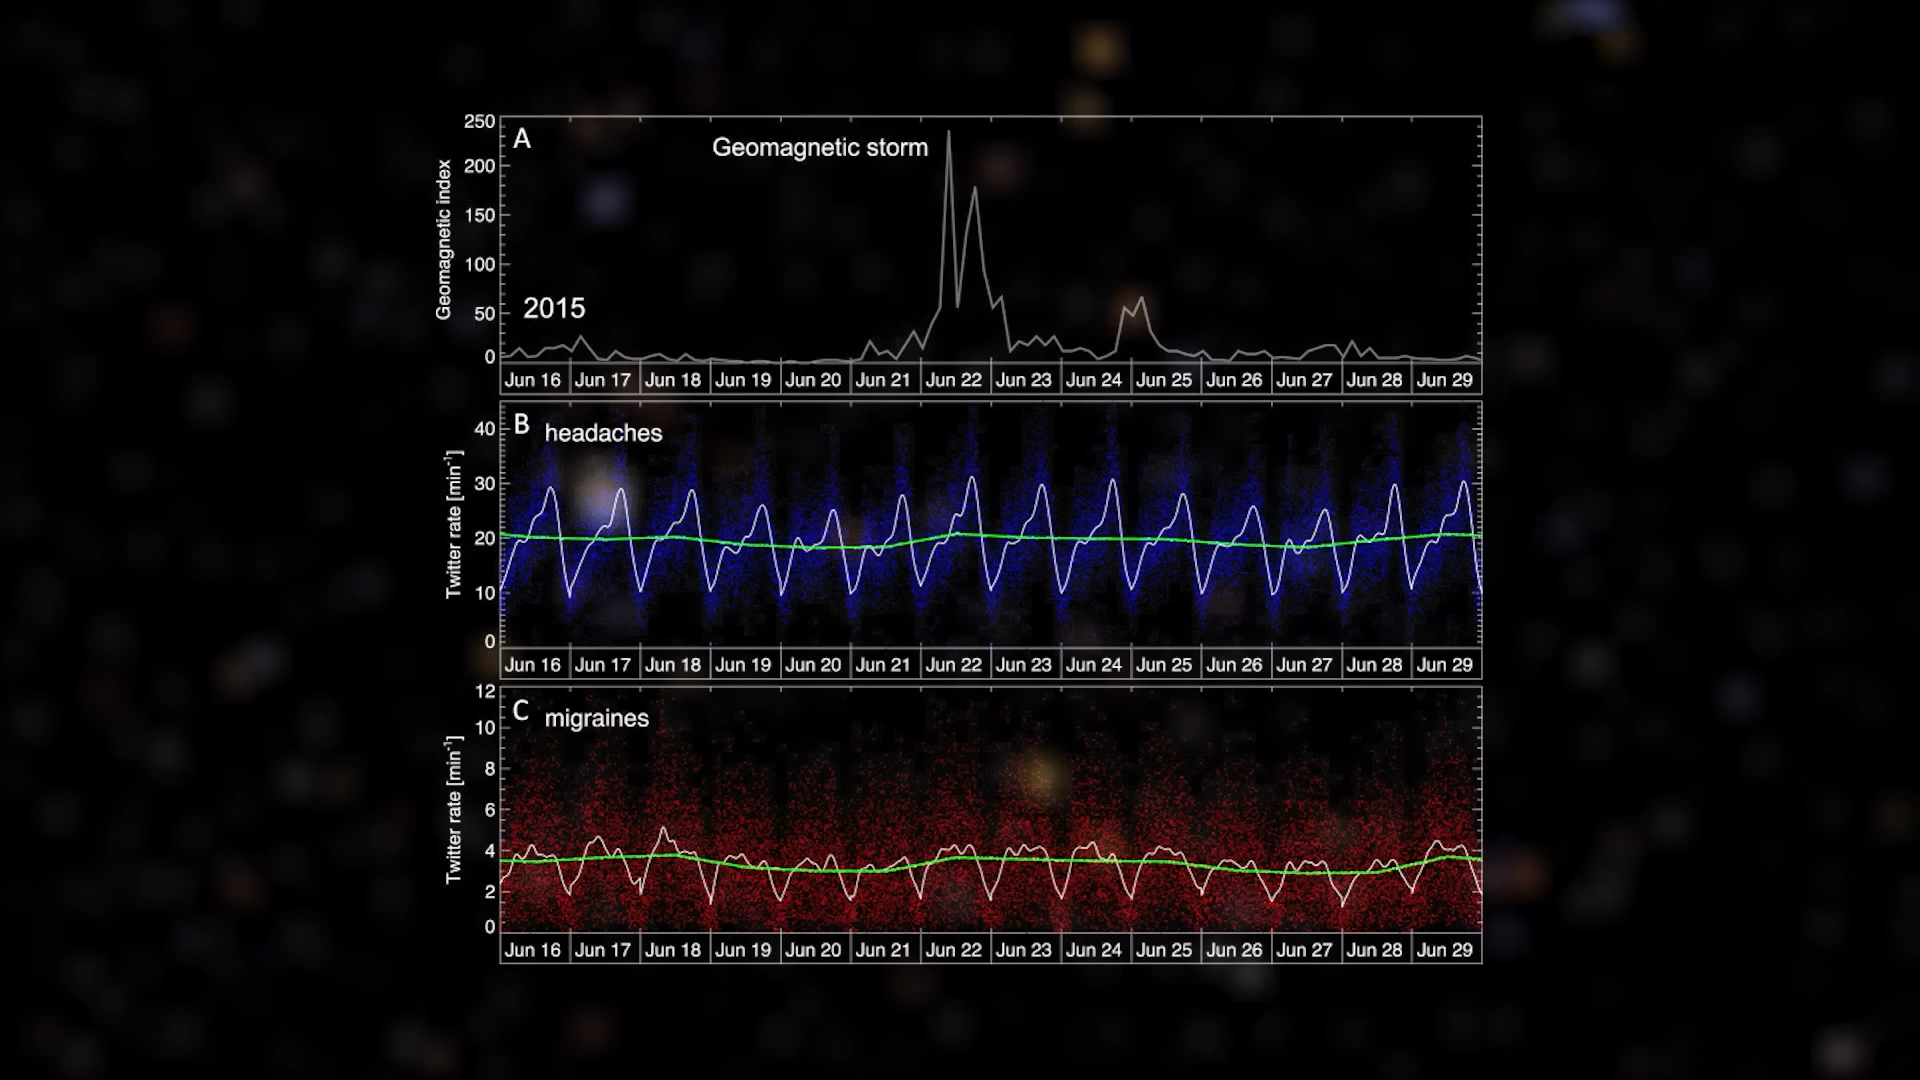 A
Geomagnetic storm
2015
Geomagnetic index
250
200
150
100
50
0
Jun 16 Jun 17 Jun 18 Jun 19 Jun 20 Jun 21 Jun 22 Jun 23 Jun 24 Jun 25 Jun 26 Jun 27 Jun 28 Jun 29
B headaches
Twitter rate [min⁻¹]
40
30
20
10
0
Jun 16 Jun 17 Jun 18 Jun 19 Jun 20 Jun 21 Jun 22 Jun 23 Jun 24 Jun 25 Jun 26 Jun 27 Jun 28 Jun 29
C migraines
Twitter rate [min⁻¹]
12
10
8
6
4
2
0
Jun 16 Jun 17 Jun 18 Jun 19 Jun 20 Jun 21 Jun 22 Jun 23 Jun 24 Jun 25 Jun 26 Jun 27 Jun 28 Jun 29